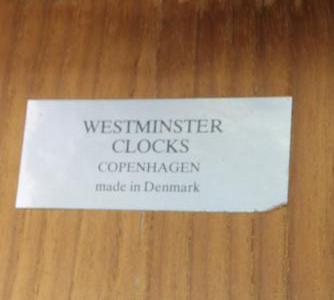 WESTMINSTER
CLOCKS
COPENHAGEN
made in Denmark